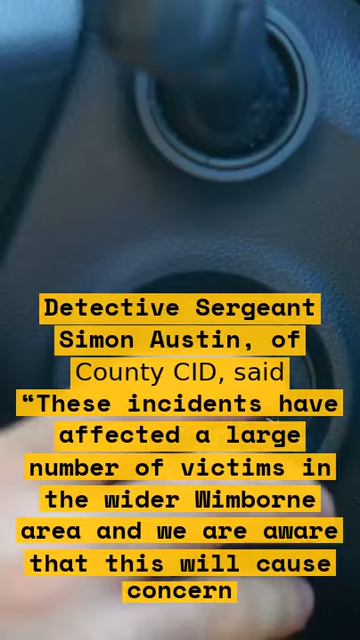 Detective Sergeant
Simon Austin, of
County CID, said
“These incidents have
affected a large
number of victims in
the wider Wimborne
area and we are aware
that this will cause
concern